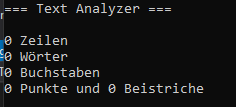 === Text Analyzer ===
0 Zeilen
0 Wörter
0 Buchstaben
0 Punkte und 0 Beistriche